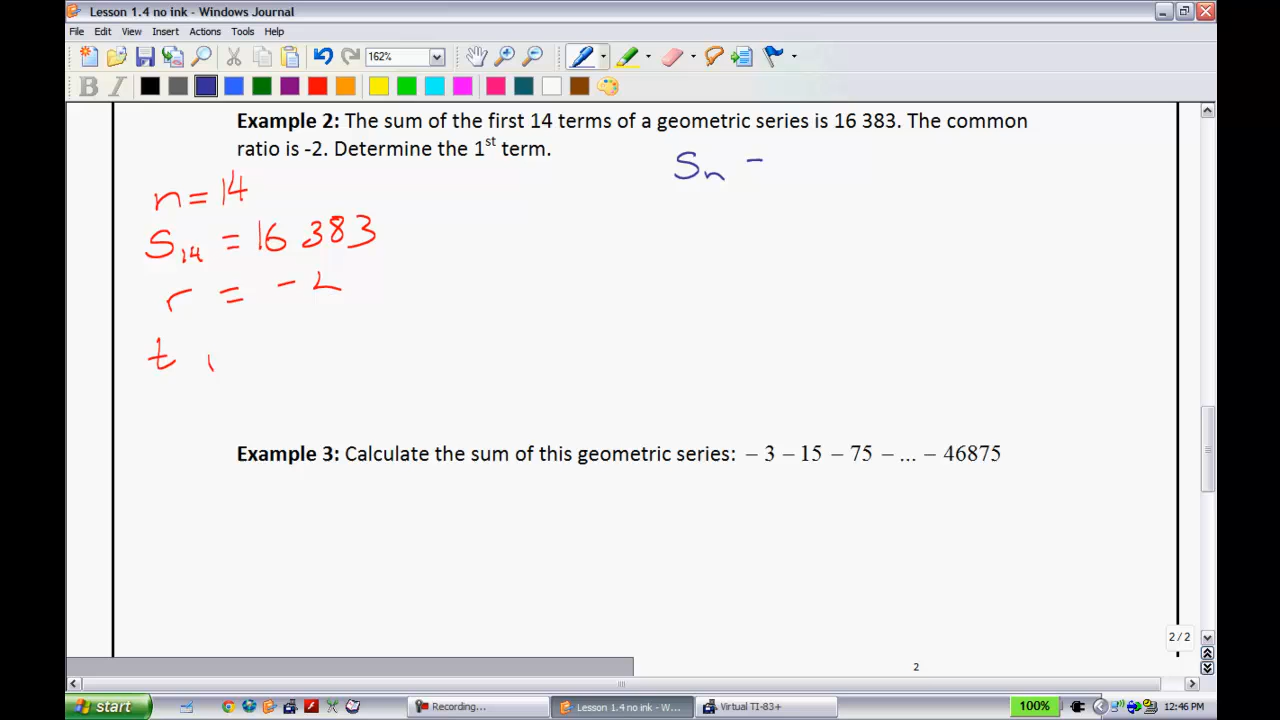 Lesson 1.4 no ink - Windows Journal
File Edit View Insert Actions Tools Help
162%
B I
Example 2: The sum of the first 14 terms of a geometric series is 16 383. The common
ratio is -2. Determine the 1st term.
Sn =
n = 14
S14 = 16 383
r = -2
t 1
Example 3: Calculate the sum of this geometric series: − 3 − 15 − 75 − ... − 46875
2 / 2
2
start
Recording...
Lesson 1.4 no ink - W...
Virtual TI-83+
100%
12:46 PM